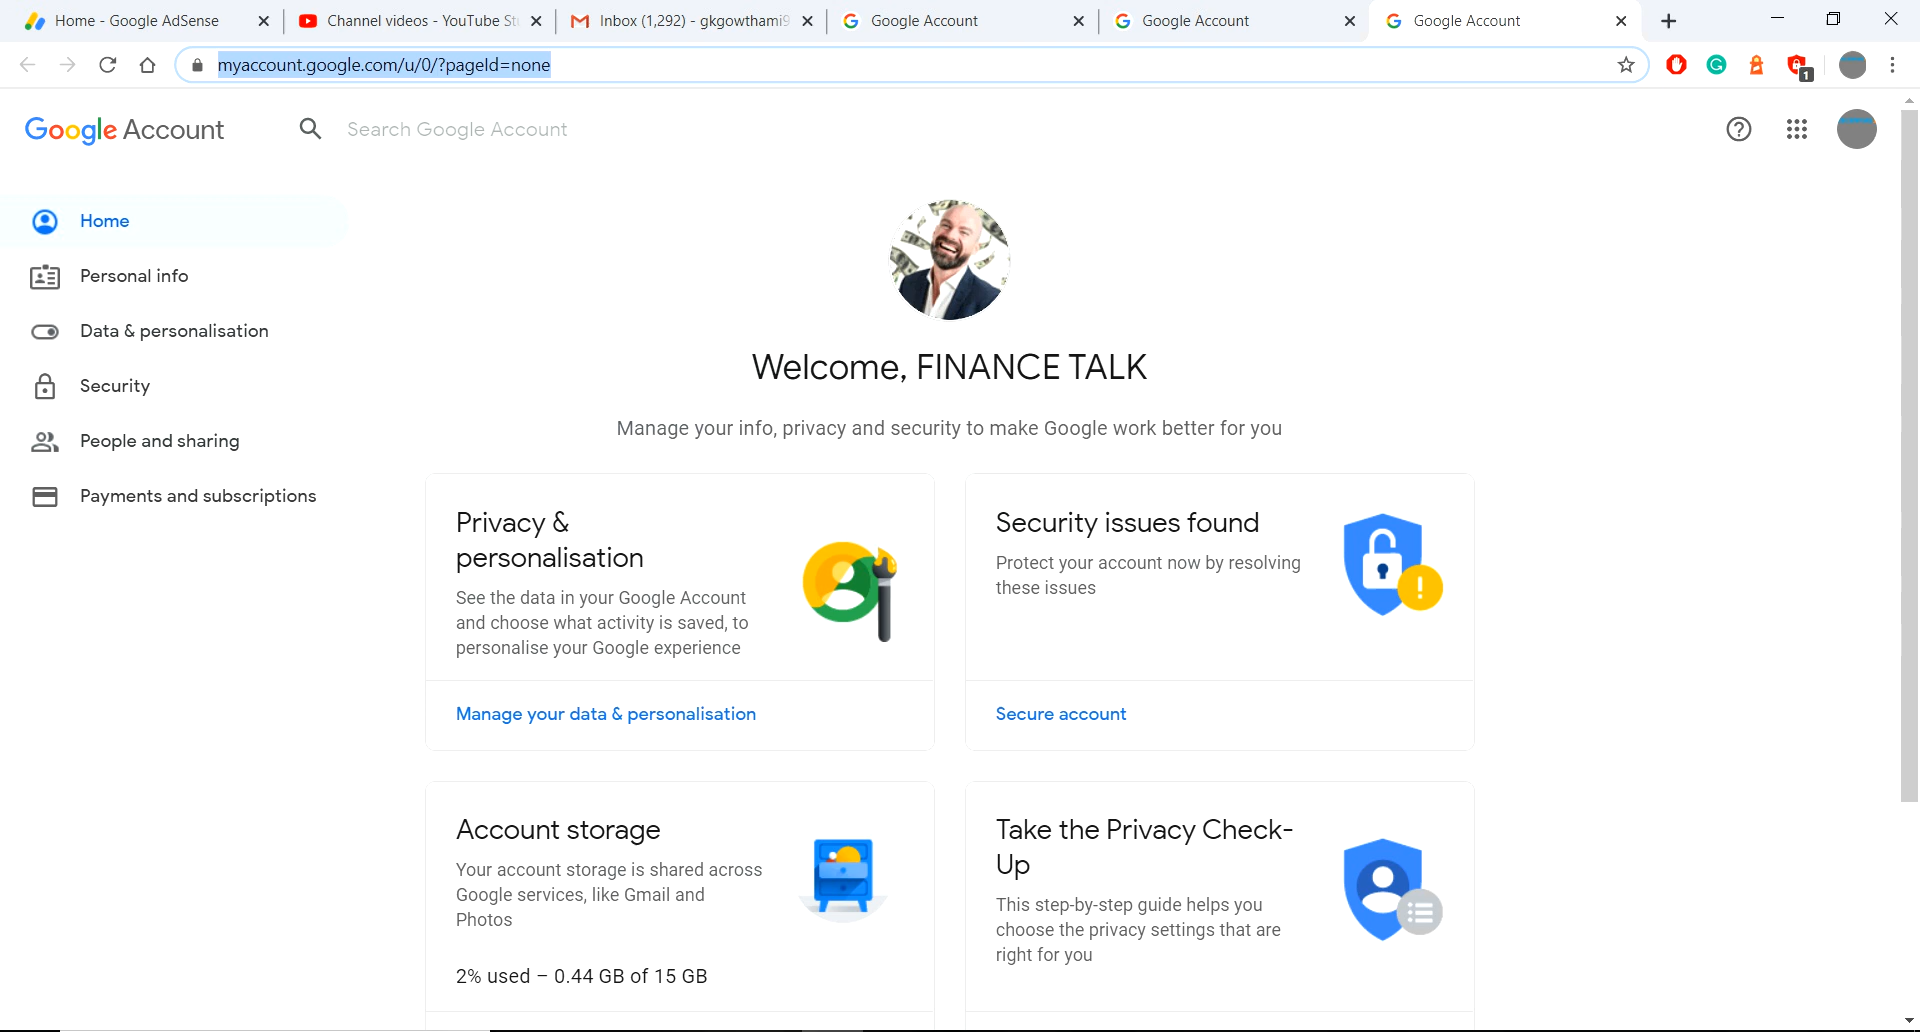 Home - Google AdSense
Channel videos - YouTube St
Inbox (1,292) - gkgowthami9
Google Account
Google Account
Google Account
myaccount.google.com/u/0/?pageId=none
1
Google Account
Search Google Account
Home
Personal info
Data & personalisation
Security
People and sharing
Payments and subscriptions
Welcome, FINANCE TALK
Manage your info, privacy and security to make Google work better for you
Privacy &
personalisation
See the data in your Google Account
and choose what activity is saved, to
personalise your Google experience
Manage your data & personalisation
Security issues found
Protect your account now by resolving
these issues
Secure account
Account storage
Your account storage is shared across
Google services, like Gmail and
Photos
2% used – 0.44 GB of 15 GB
Take the Privacy Check-
Up
This step-by-step guide helps you
choose the privacy settings that are
right for you